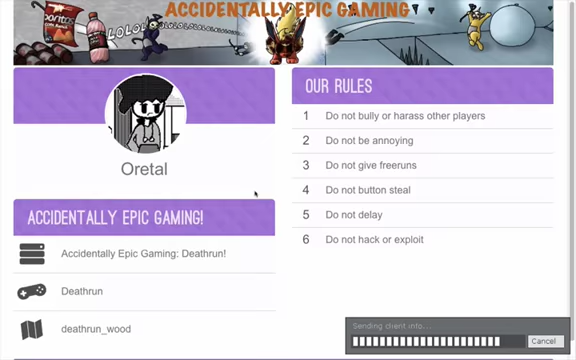 ACCIDENTALLY EPIC GAMING
Doritos
LOLOLOLOLOLOLOLOL
Oretal
ACCIDENTALLY EPIC GAMING!
Accidentally Epic Gaming: Deathrun!
Deathrun
deathrun_wood
OUR RULES
1 Do not bully or harass other players
2 Do not be annoying
3 Do not give freeruns
4 Do not button steal
5 Do not delay
6 Do not hack or exploit
Sending client info...
Cancel